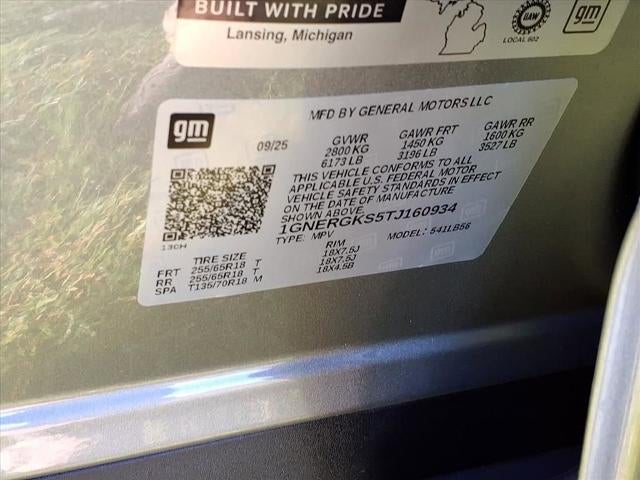 BUILT WITH PRIDE
Lansing, Michigan
UAW
LOCAL 602
gm
gm
MFD BY GENERAL MOTORS LLC
09/25
GVWR GAWR FRT GAWR RR
2800 KG 1450 KG 1600 KG
6173 LB 3196 LB 3527 LB
THIS VEHICLE CONFORMS TO ALL
APPLICABLE U.S. FEDERAL MOTOR
VEHICLE SAFETY STANDARDS IN EFFECT
ON THE DATE OF MANUFACTURE
SHOWN ABOVE.
1GNERGKS5TJ160934
TYPE: MPV MODEL: 541LB56
13CH
TIRE SIZE RIM
FRT 255/65R18 T 18X7.5J
RR 255/65R18 T 18X7.5J
SPA T135/70R18 M 18X4.5B